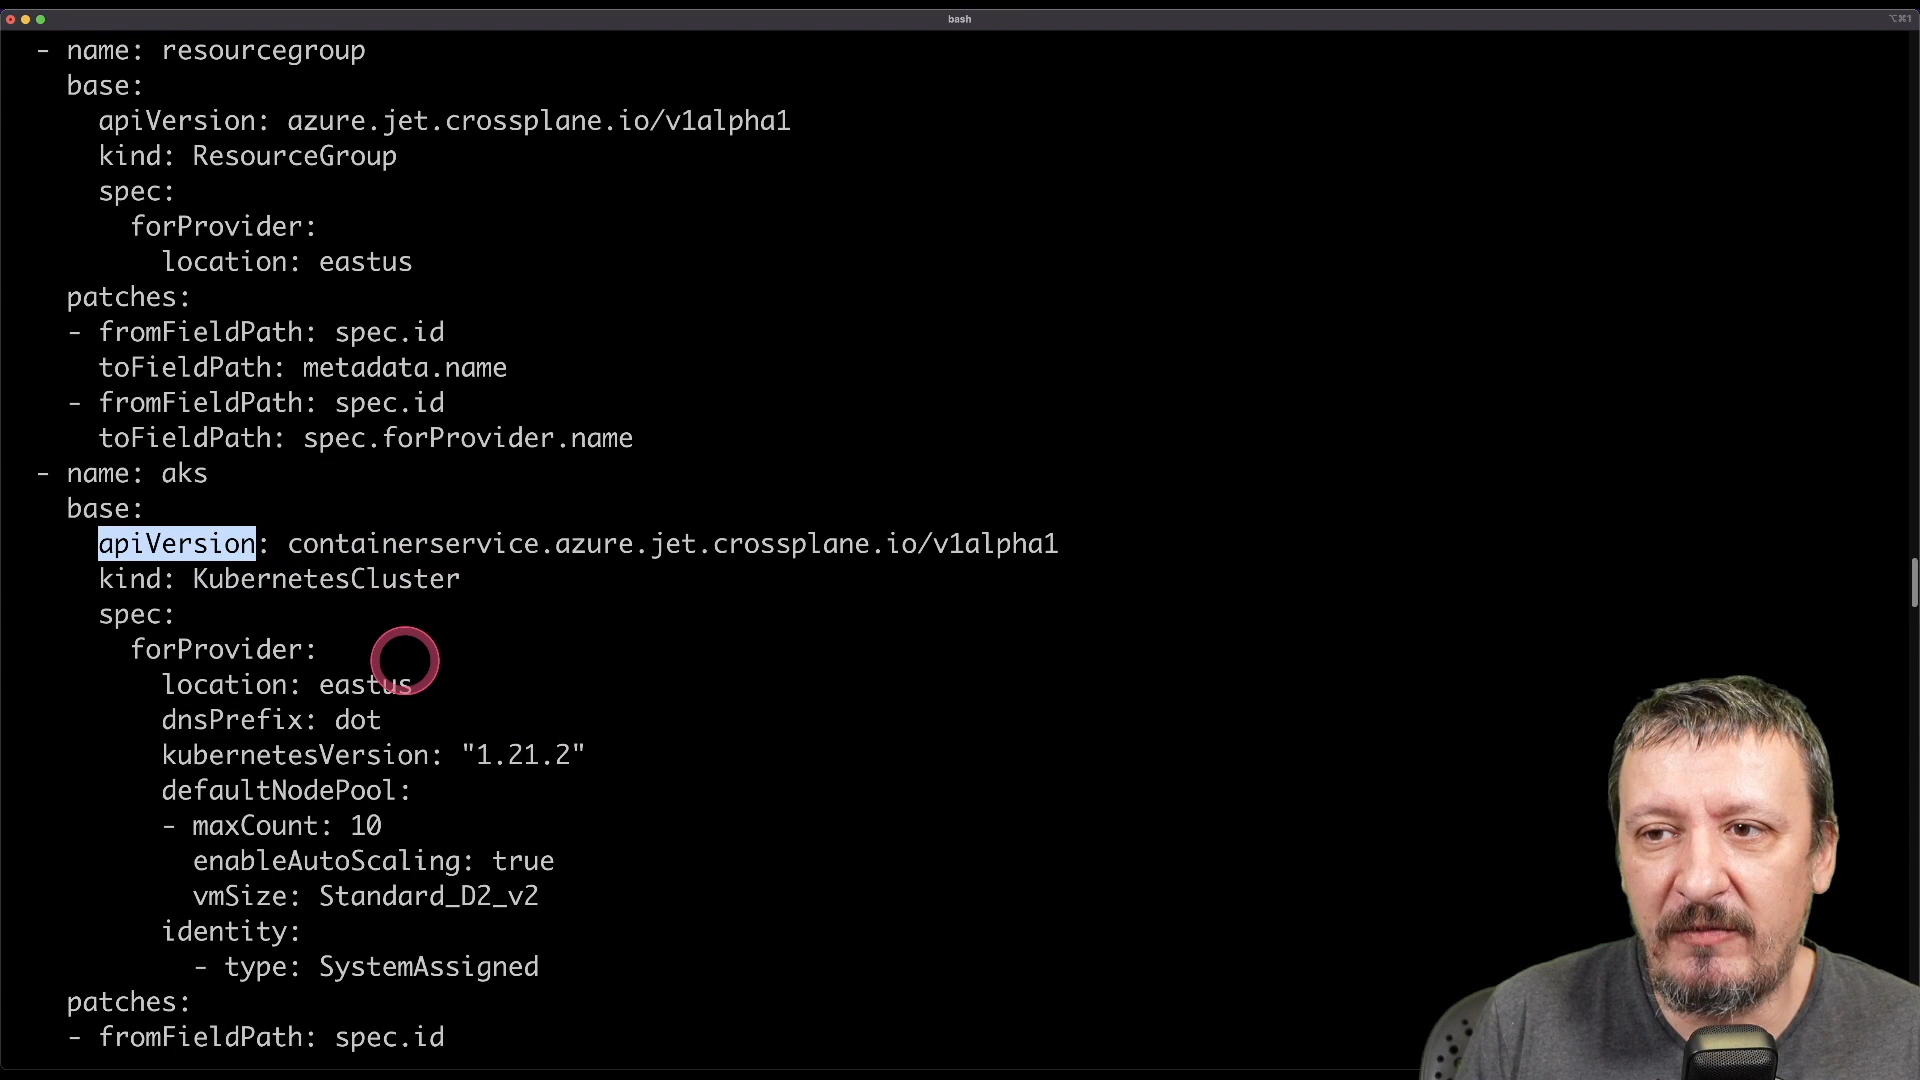 bash
⌥⌘1
- name: resourcegroup
base:
apiVersion: azure.jet.crossplane.io/v1alpha1
kind: ResourceGroup
spec:
forProvider:
location: eastus
patches:
- fromFieldPath: spec.id
toFieldPath: metadata.name
- fromFieldPath: spec.id
toFieldPath: spec.forProvider.name
- name: aks
base:
apiVersion: containerservice.azure.jet.crossplane.io/v1alpha1
kind: KubernetesCluster
spec:
forProvider:
location: eastus
dnsPrefix: dot
kubernetesVersion: "1.21.2"
defaultNodePool:
- maxCount: 10
enableAutoScaling: true
vmSize: Standard_D2_v2
identity:
- type: SystemAssigned
patches:
- fromFieldPath: spec.id